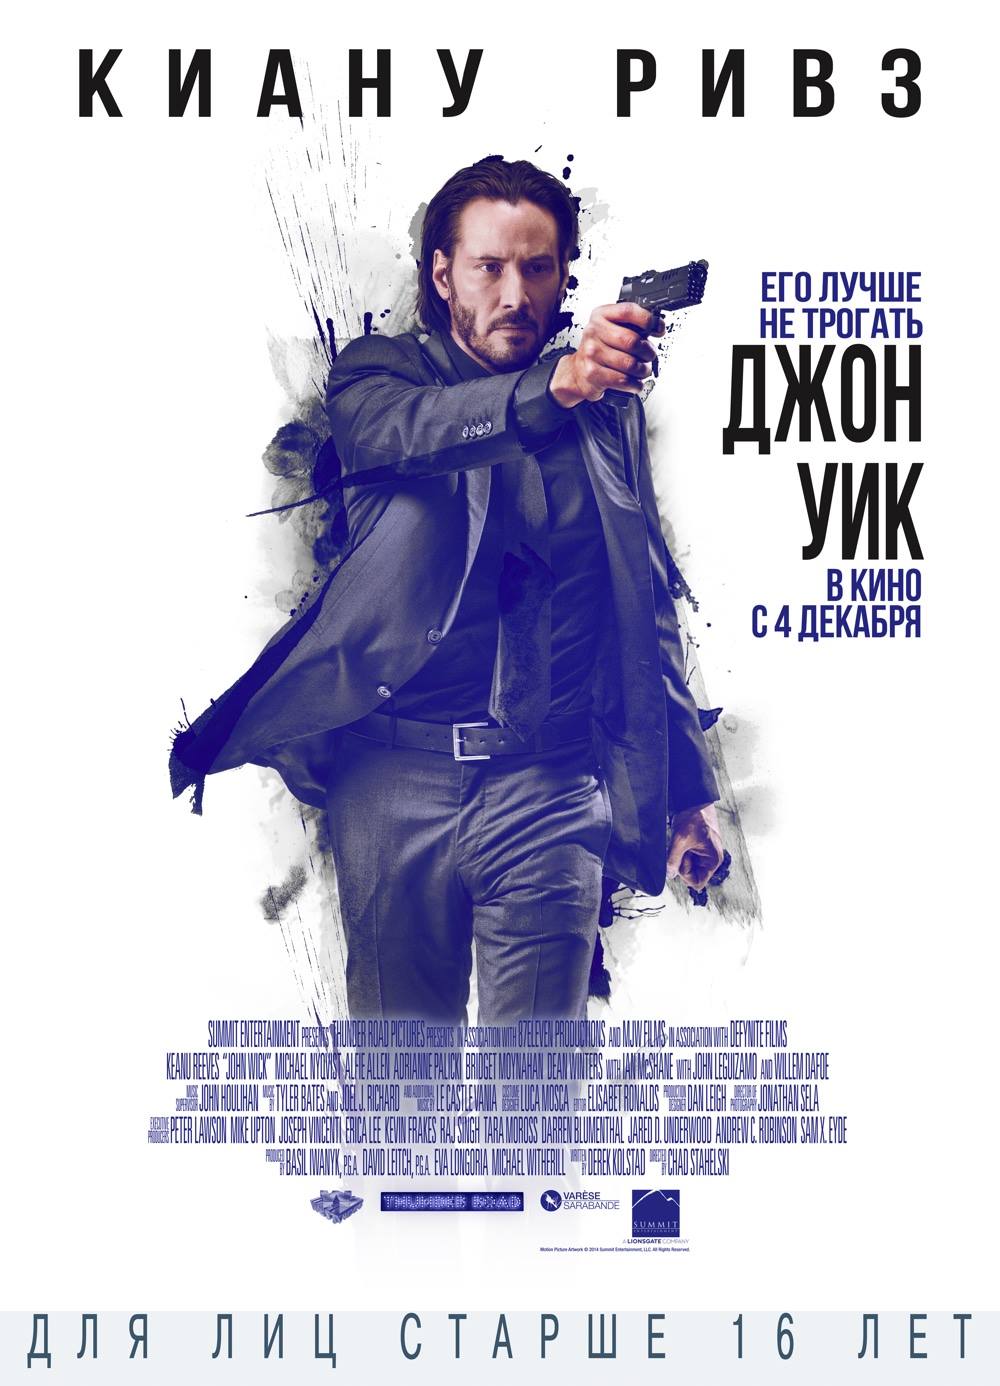 КИАНУ РИВЗ
ЕГО ЛУЧШЕ
НЕ ТРОГАТЬ
ДЖОН
УИК
В КИНО
С 4 ДЕКАБРЯ
SUMMIT ENTERTAINMENT PRESENTS THUNDER ROAD PICTURES PRESENTS IN ASSOCIATION WITH 87ELEVEN PRODUCTIONS AND MJW FILMS IN ASSOCIATION WITH DEFYNITE FILMS
KEANU REEVES "JOHN WICK" MICHAEL NYQVIST ALFIE ALLEN ADRIANNE PALICKI BRIDGET MOYNAHAN DEAN WINTERS WITH IAN McSHANE WITH JOHN LEGUIZAMO AND WILLEM DAFOE
MUSIC SUPERVISOR JOHN HOULIHAN MUSIC BY TYLER BATES AND JOEL J. RICHARD AND ADDITIONAL MUSIC BY LE CASTLE VANIA COSTUME DESIGNER LUCA MOSCA EDITOR ELISABET RONALDS PRODUCTION DESIGNER DAN LEIGH DIRECTOR OF PHOTOGRAPHY JONATHAN SELA
EXECUTIVE PRODUCERS PETER LAWSON MIKE UPTON JOSEPH VINCENTI ERICA LEE KEVIN FRAKES RAJ SINGH TARA MOROSS DARREN BLUMENTHAL JARED D. UNDERWOOD ANDREW C. ROBINSON SAM X. EYDE
PRODUCED BY BASIL IWANYK, P.G.A. DAVID LEITCH, P.G.A. EVA LONGORIA MICHAEL WITHERILL WRITTEN BY DEREK KOLSTAD DIRECTED BY CHAD STAHELSKI
THUNDER ROAD
VARÈSE
SARABANDE
SUMMIT
ENTERTAINMENT
A LIONSGATE COMPANY
Motion Picture Artwork © 2014 Summit Entertainment, LLC. All Rights Reserved.
ДЛЯ ЛИЦ СТАРШЕ 16 ЛЕТ